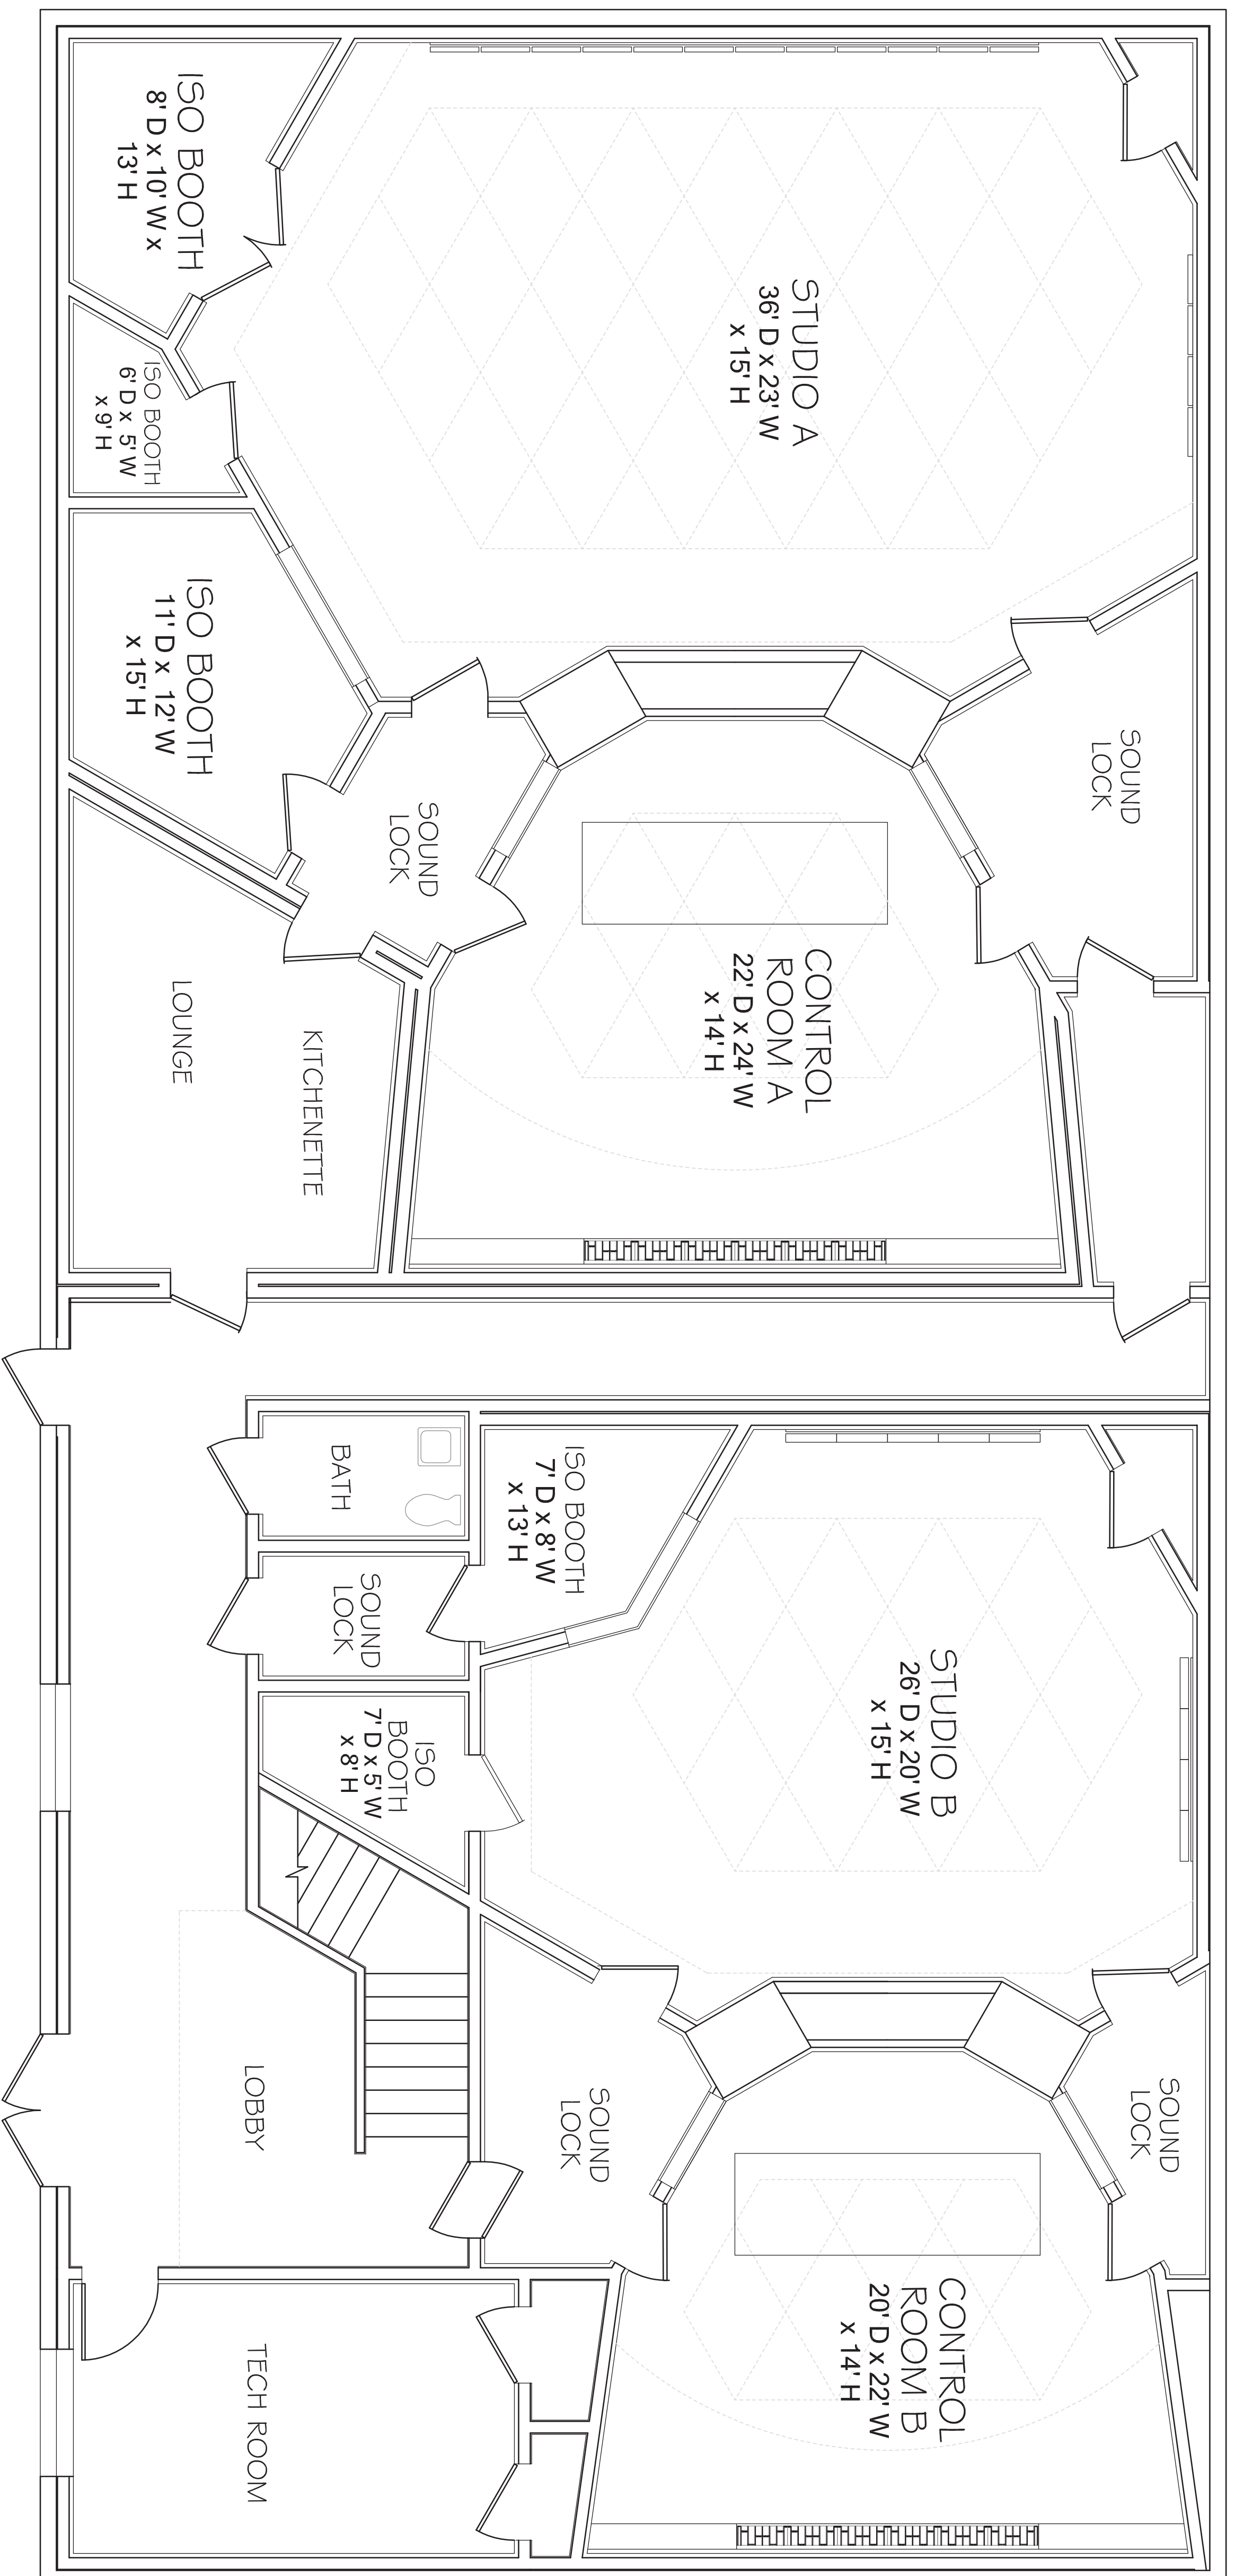 ISO BOOTH
8' D x 10' W x
13' H
ISO BOOTH
6' D x 5' W
x 9' H
STUDIO A
36' D x 23' W
x 15' H
ISO BOOTH
11' D x 12' W
x 15' H
SOUND
LOCK
SOUND
LOCK
CONTROL
ROOM A
22' D x 24' W
x 14' H
LOUNGE
KITCHENETTE
BATH
ISO BOOTH
7' D x 8' W
x 13' H
SOUND
LOCK
ISO
BOOTH
7' D x 5' W
x 8' H
STUDIO B
26' D x 20' W
x 15' H
LOBBY
SOUND
LOCK
SOUND
LOCK
CONTROL
ROOM B
20' D x 22' W
x 14' H
TECH ROOM